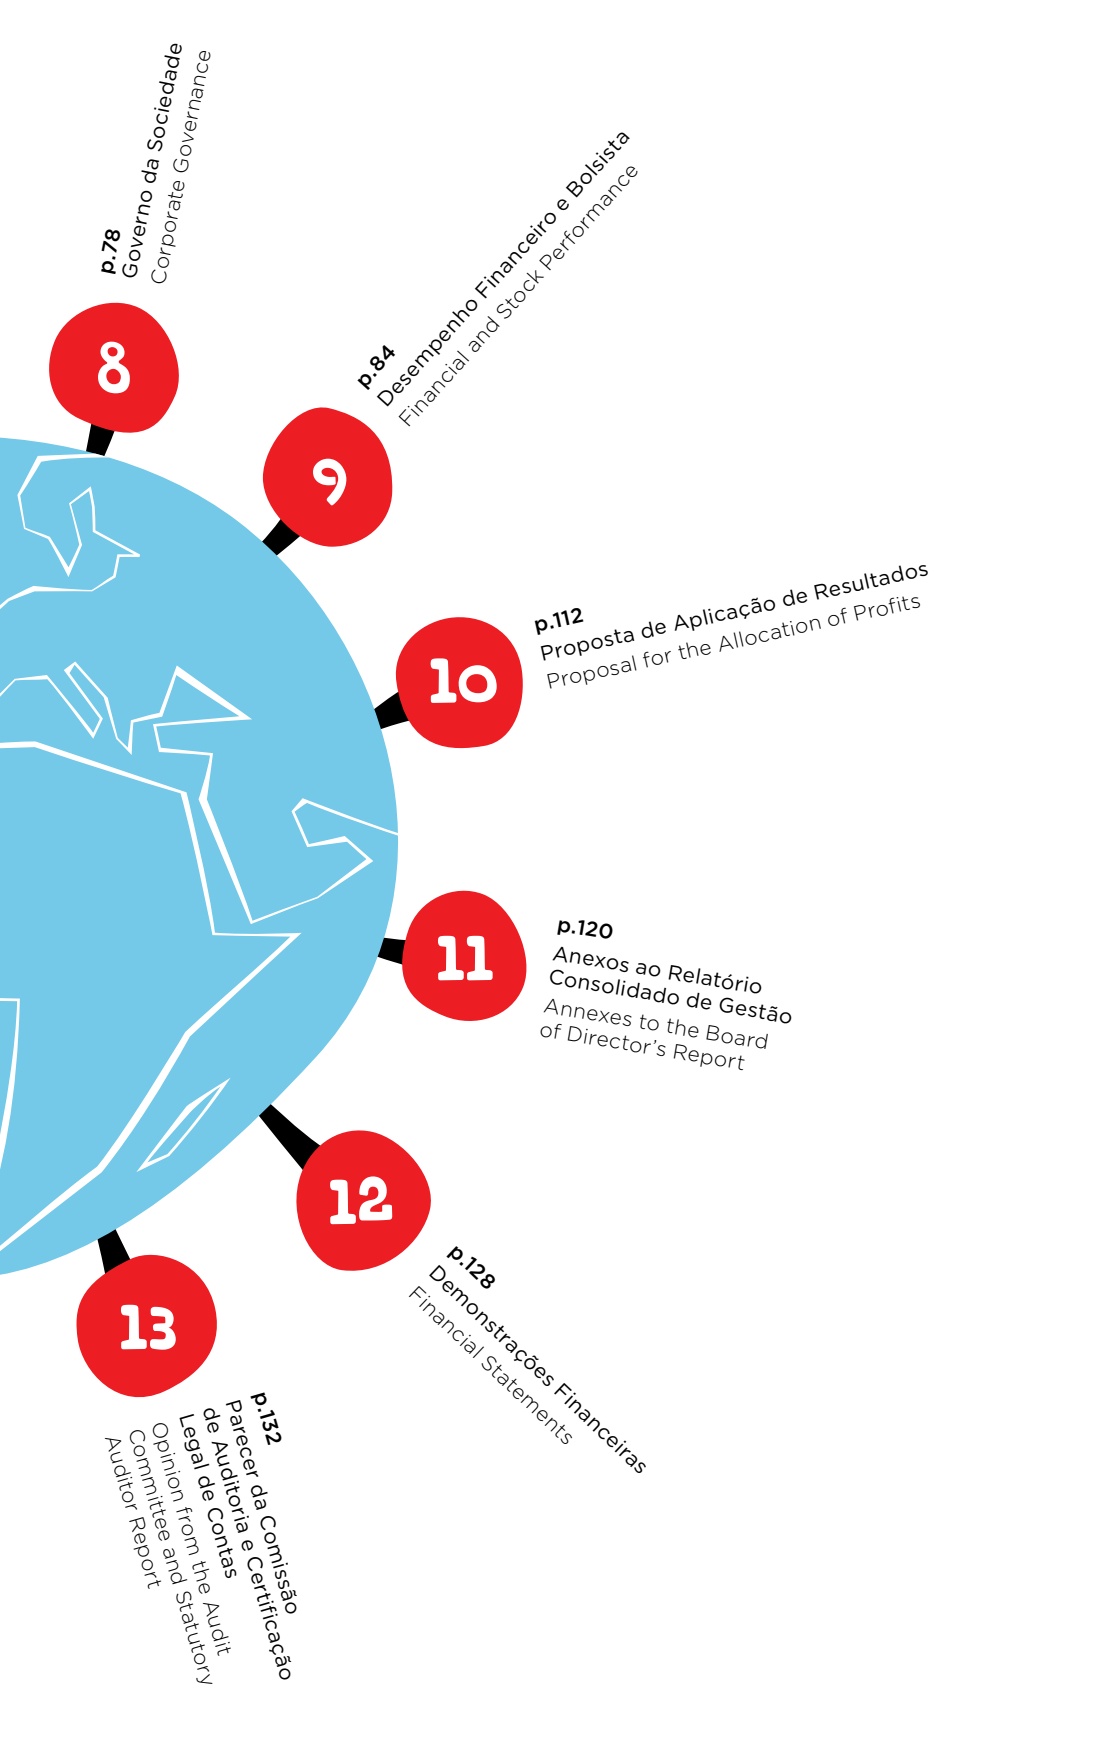 8
p.78
Governo da Sociedade
Corporate Governance
9
p.84
Desempenho Financeiro e Bolsista
Financial and Stock Performance
10
p.112
Proposta de Aplicação de Resultados
Proposal for the Allocation of Profits
11
p.120
Anexos ao Relatório
Consolidado de Gestão
Annexes to the Board
of Director’s Report
12
p.128
Demonstrações Financeiras
Financial Statements
13
p.132
Parecer da Comissão
de Auditoria e Certificação
Legal de Contas
Opinion from the Audit
Committee and Statutory
Auditor Report